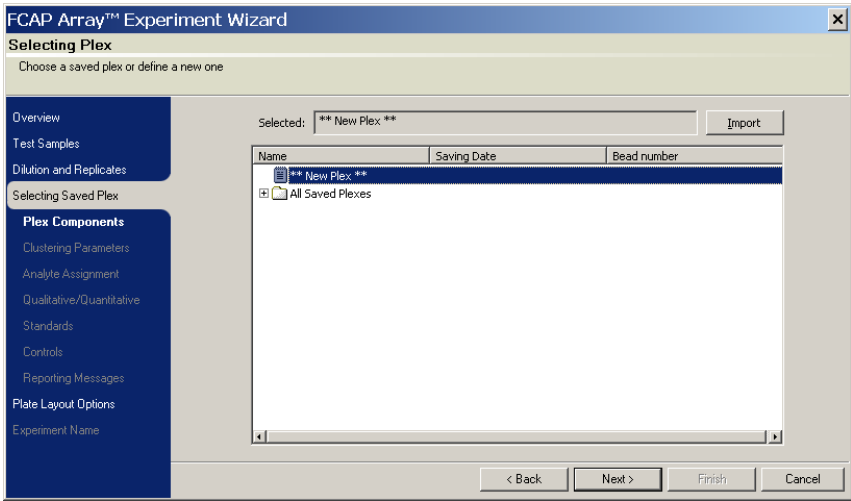 FCAP Array™ Experiment Wizard
Selecting Plex
Choose a saved plex or define a new one
Overview
Test Samples
Dilution and Replicates
Selecting Saved Plex
Plex Components
Clustering Parameters
Analyte Assignment
Qualitative/Quantitative
Standards
Controls
Reporting Messages
Plate Layout Options
Experiment Name
Selected: ** New Plex ** Import
Name Saving Date Bead number
** New Plex **
All Saved Plexes
< Back Next > Finish Cancel